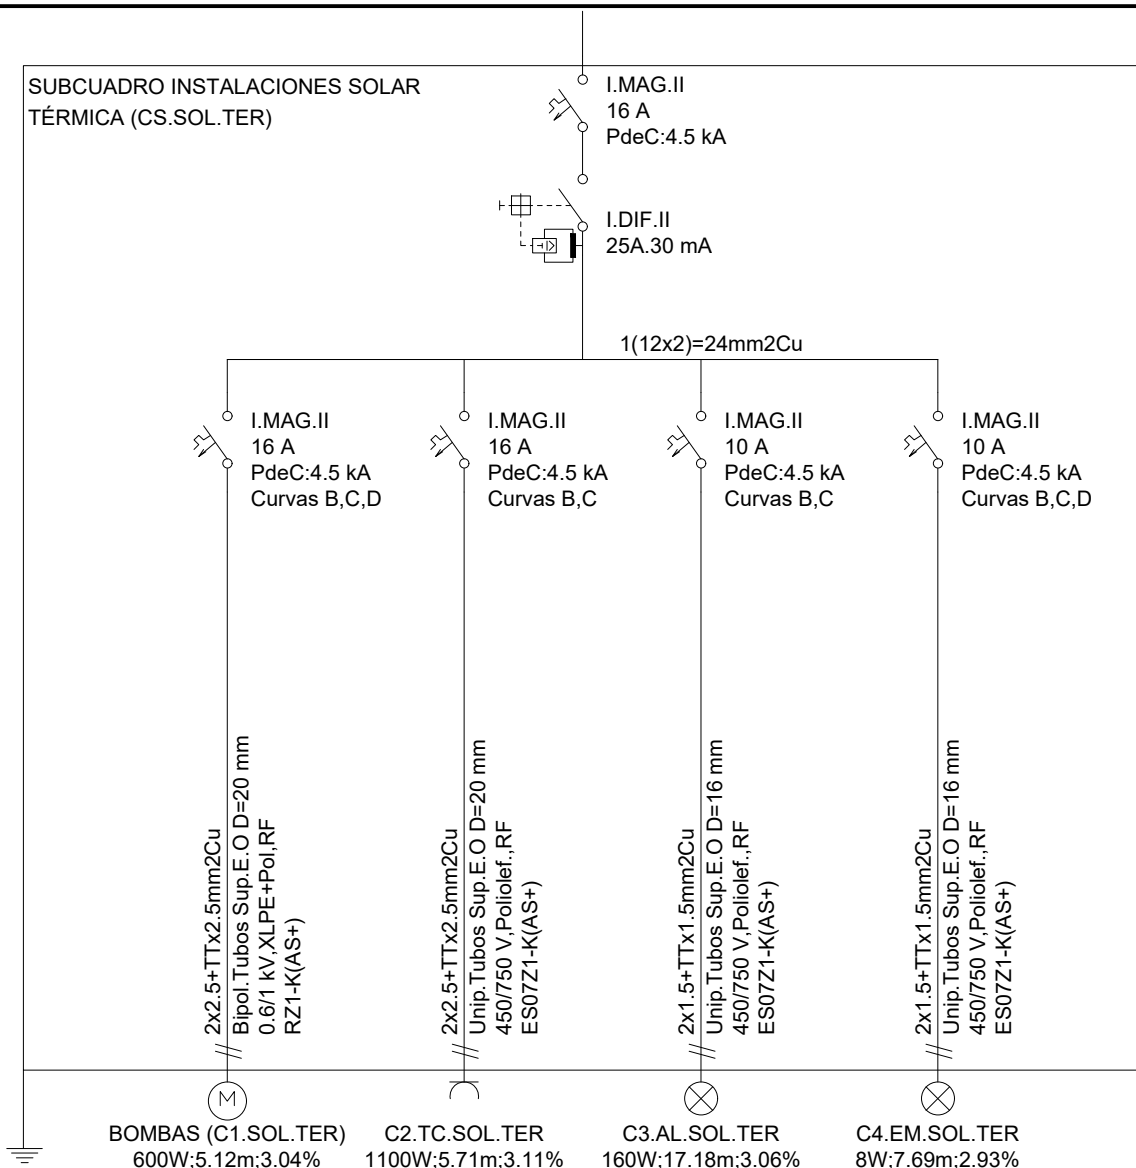 SUBCUADRO INSTALACIONES SOLAR
TÉRMICA (CS.SOL.TER)
I.MAG.II
16 A
PdeC:4.5 kA
I.DIF.II
25A.30 mA
1(12x2)=24mm2Cu
I.MAG.II
16 A
PdeC:4.5 kA
Curvas B,C,D
I.MAG.II
16 A
PdeC:4.5 kA
Curvas B,C
I.MAG.II
10 A
PdeC:4.5 kA
Curvas B,C
I.MAG.II
10 A
PdeC:4.5 kA
Curvas B,C,D
2x2.5+TTx2.5mm2Cu
Bipol.Tubos Sup.E.O D=20 mm
0.6/1 kV,XLPE+Pol,RF
RZ1-K(AS+)
2x2.5+TTx2.5mm2Cu
Unip.Tubos Sup.E.O D=20 mm
450/750 V,Poliolef.,RF
ES07Z1-K(AS+)
2x1.5+TTx1.5mm2Cu
Unip.Tubos Sup.E.O D=16 mm
450/750 V,Poliolef.,RF
ES07Z1-K(AS+)
2x1.5+TTx1.5mm2Cu
Unip.Tubos Sup.E.O D=16 mm
450/750 V,Poliolef.,RF
ES07Z1-K(AS+)
M
BOMBAS (C1.SOL.TER)
600W;5.12m;3.04%
C2.TC.SOL.TER
1100W;5.71m;3.11%
C3.AL.SOL.TER
160W;17.18m;3.06%
C4.EM.SOL.TER
8W;7.69m;2.93%